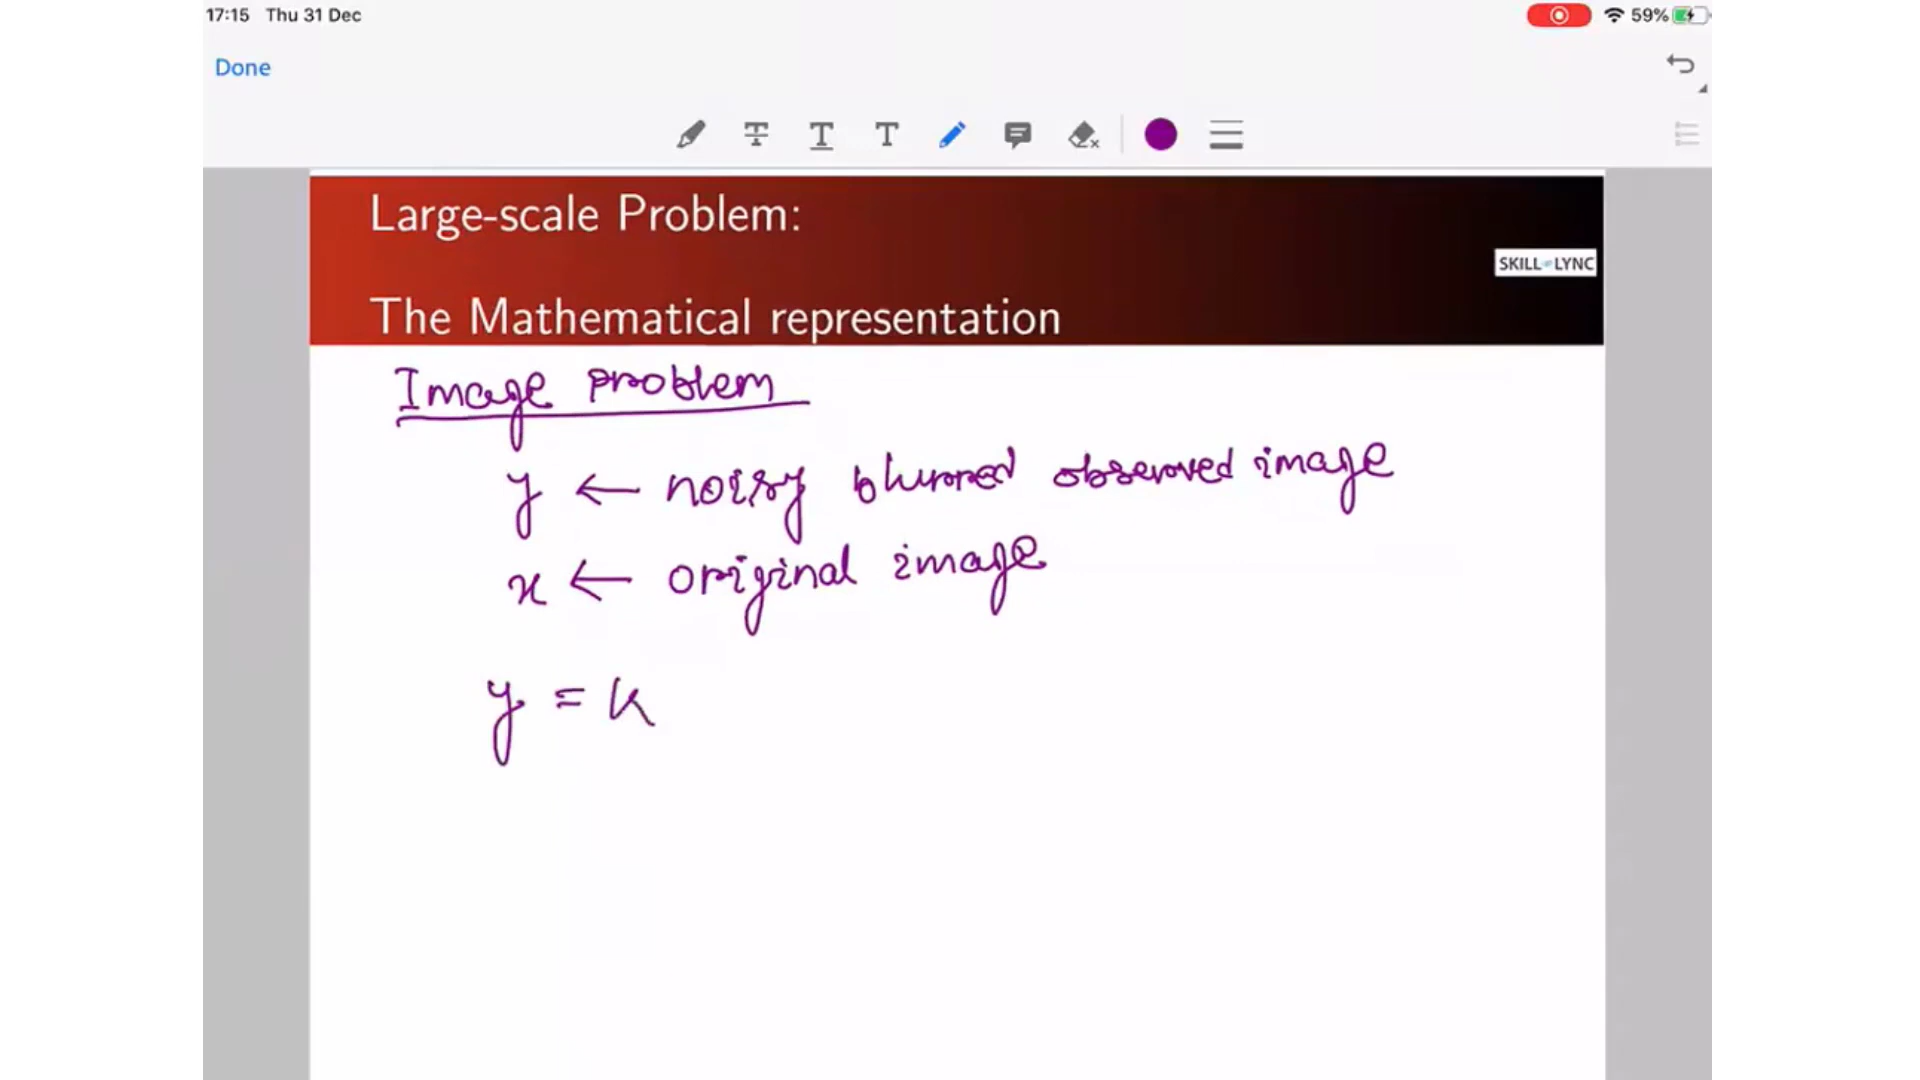 17:15 Thu 31 Dec
59%
Done
T T T
Large-scale Problem:
SKILL LYNC
The Mathematical representation
Image problem
y ← noisy blurred observed image
x ← original image
y = k